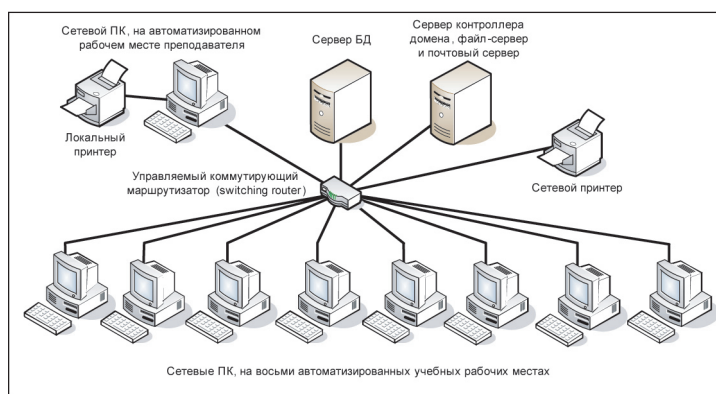 Сетевой ПК, на автоматизированном
рабочем месте преподавателя
Сервер БД
Сервер контроллера
домена, файл-сервер
и почтовый сервер
Локальный
принтер
Управляемый коммутирующий
маршрутизатор (switching router)
Сетевой принтер
Сетевые ПК, на восьми автоматизированных учебных рабочих местах